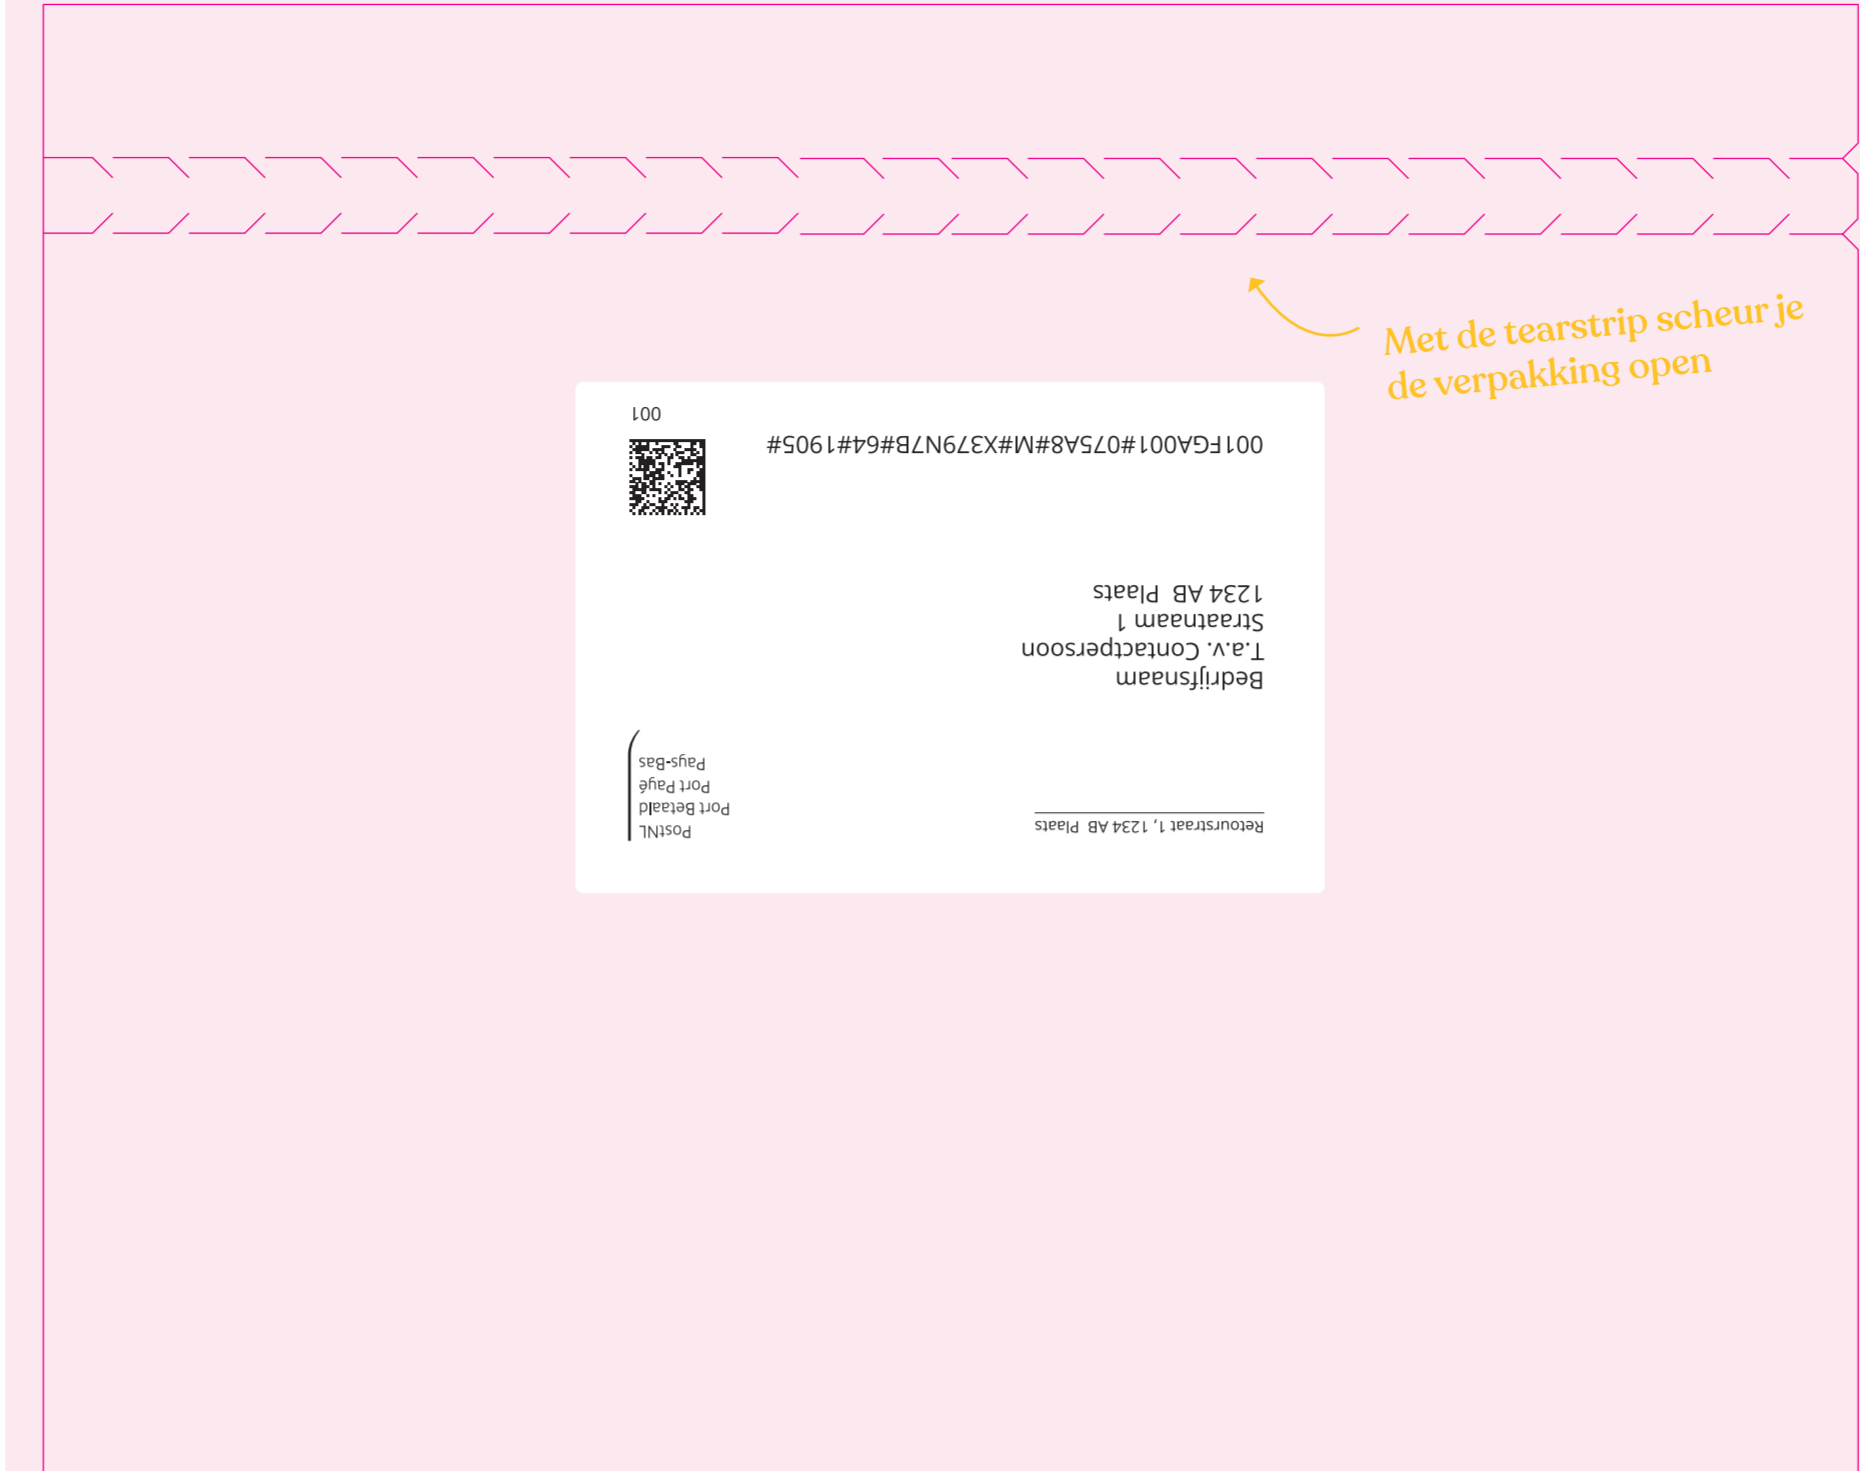 Met de tearstrip scheur je
de verpakking open
Retourstraat 1, 1234 AB Plaats
PostNL
Port Betaald
Port Payé
Pays-Bas
Bedrijfsnaam
T.a.v. Contactpersoon
Straatnaam 1
1234 AB Plaats
001FGA001#075A8#M#X379N7B#64#1905#
001